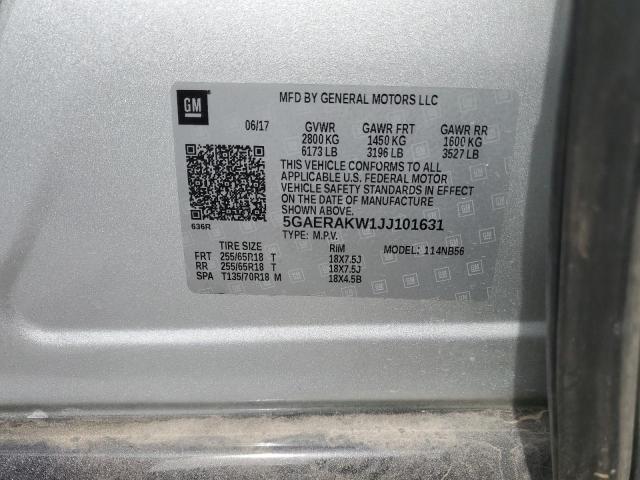 GM
MFD BY GENERAL MOTORS LLC
06/17 GVWR GAWR FRT GAWR RR
2800 KG 1450 KG 1600 KG
6173 LB 3196 LB 3527 LB
THIS VEHICLE CONFORMS TO ALL
APPLICABLE U.S. FEDERAL MOTOR
VEHICLE SAFETY STANDARDS IN EFFECT
ON THE DATE OF MANUFACTURE
SHOWN ABOVE.
636R
5GAERAKW1JJ101631
TYPE: M.P.V. MODEL: 114NB56
TIRE SIZE RIM
FRT 255/65R18 T 18X7.5J
RR 255/65R18 T 18X7.5J
SPA T135/70R18 M 18X4.5B